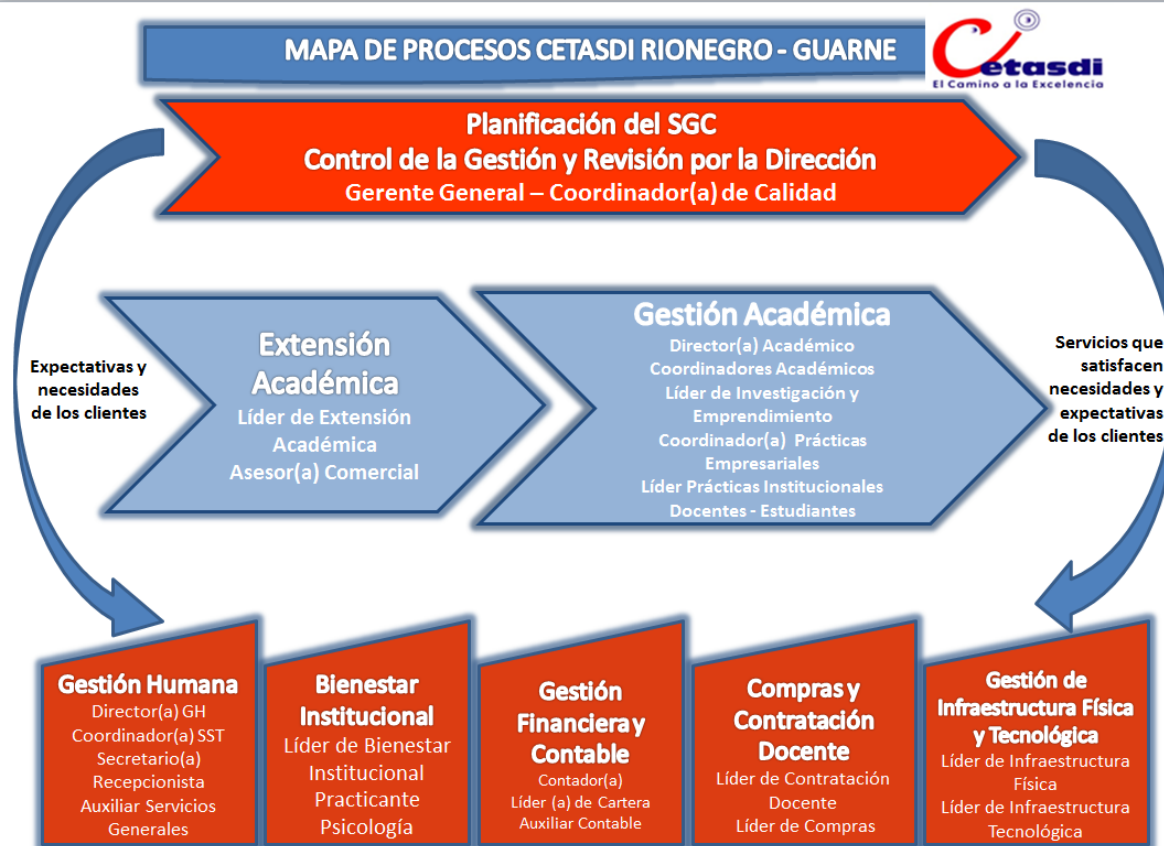 MAPA DE PROCESOS CETASDI RIONEGRO - GUARNE
Cetasdi
El Camino a la Excelencia
Planificación del SGC
Control de la Gestión y Revisión por la Dirección
Gerente General – Coordinador(a) de Calidad
Expectativas y
necesidades
de los clientes
Extensión
Académica
Líder de Extensión
Académica
Asesor(a) Comercial
Gestión Académica
Director(a) Académico
Coordinadores Académicos
Líder de Investigación y
Emprendimiento
Coordinador(a) Prácticas
Empresariales
Líder Prácticas Institucionales
Docentes - Estudiantes
Servicios que
satisfacen
necesidades y
expectativas
de los clientes
Gestión Humana
Director(a) GH
Coordinador(a) SST
Secretario(a)
Recepcionista
Auxiliar Servicios
Generales
Bienestar
Institucional
Líder de Bienestar
Institucional
Practicante
Psicología
Gestión
Financiera y
Contable
Contador(a)
Líder (a) de Cartera
Auxiliar Contable
Compras y
Contratación
Docente
Líder de Contratación
Docente
Líder de Compras
Gestión de
Infraestructura Física
y Tecnológica
Líder de Infraestructura
Física
Líder de Infraestructura
Tecnológica